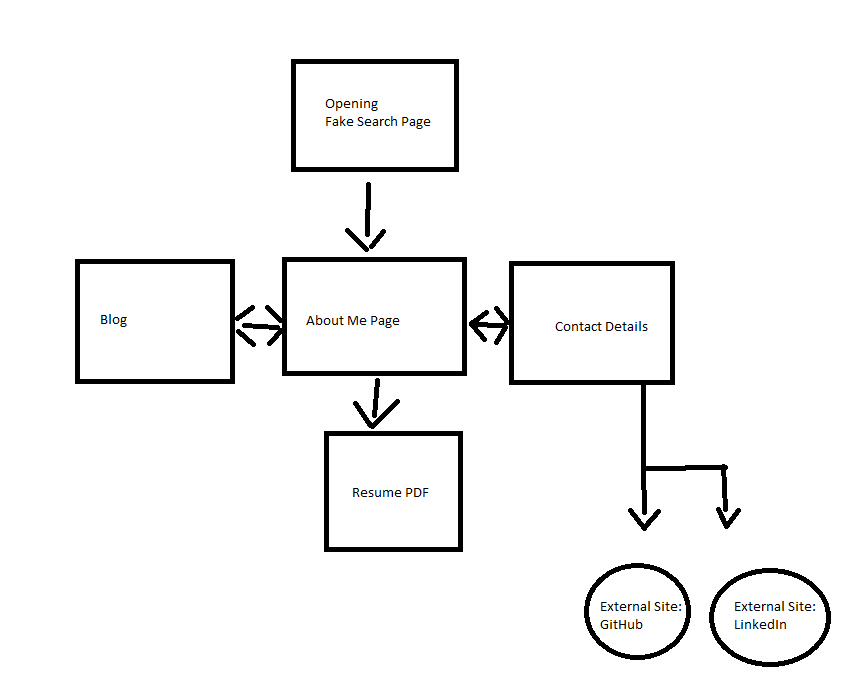 Opening
Fake Search Page
Blog
About Me Page
Contact Details
Resume PDF
External Site:
GitHub
External Site:
LinkedIn